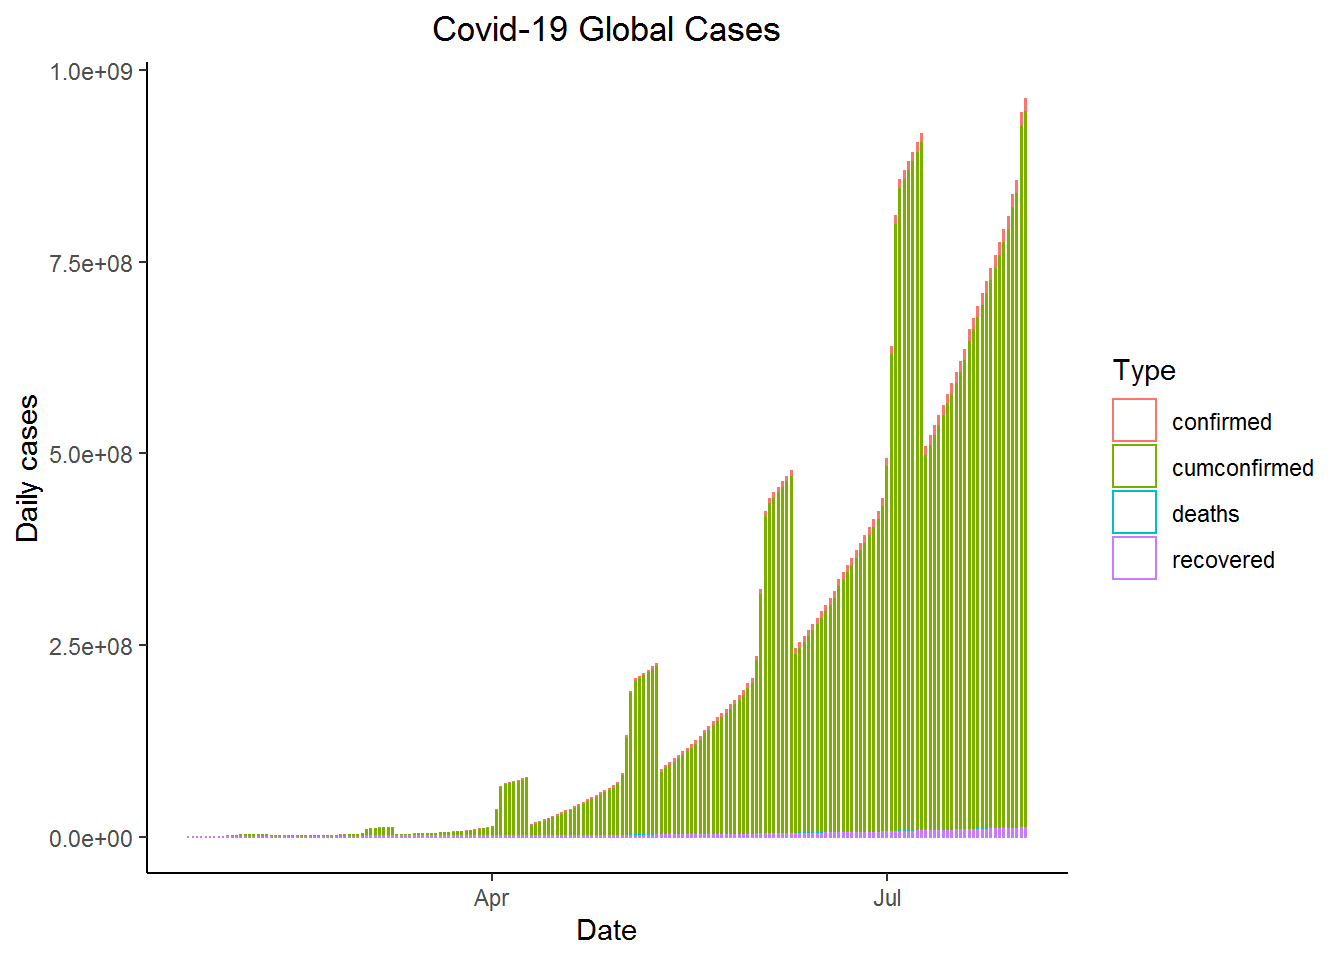 Covid-19 Global Cases
1.0e+09
7.5e+08
5.0e+08
2.5e+08
0.0e+00
Daily cases
Apr
Jul
Date
Type
confirmed
cumconfirmed
deaths
recovered